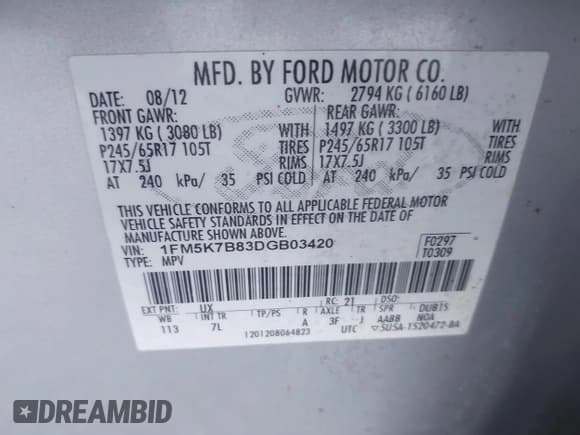 MFD. BY FORD MOTOR CO.
DATE: 08/12 GVWR: 2794 KG ( 6160 LB)
FRONT GAWR: REAR GAWR:
1397 KG ( 3080 LB) WITH 1497 KG ( 3300 LB) WITH
P245/65R17 105T TIRES P245/65R17 105T TIRES
17X7.5J RIMS 17X7.5J RIMS
AT 240 kPa/ 35 PSI COLD AT 240 kPa/ 35 PSI COLD
THIS VEHICLE CONFORMS TO ALL APPLICABLE FEDERAL MOTOR
VEHICLE SAFETY STANDARDS IN EFFECT ON THE DATE OF
MANUFACTURE SHOWN ABOVE.
VIN: 1FM5K7B83DGB03420 F0297
TYPE: MPV T0309
UX RC: 21 DSO:
WB INT TR TP/PS R AXLE TR SPR DUB15
113 7L A 3F J AABB NGA
1201208064823 UTC ▽SUSA-1520472-BA
DREAMBID